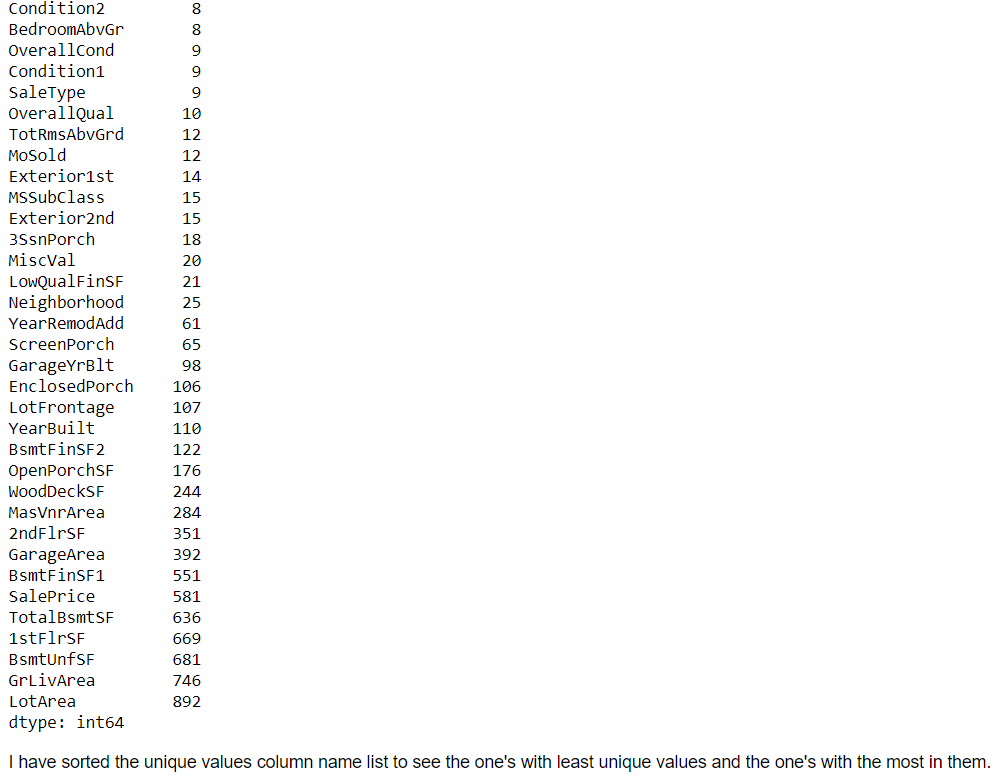 Condition2 8
BedroomAbvGr 8
OverallCond 9
Condition1 9
SaleType 9
OverallQual 10
TotRmsAbvGrd 12
MoSold 12
Exterior1st 14
MSSubClass 15
Exterior2nd 15
3SsnPorch 18
MiscVal 20
LowQualFinSF 21
Neighborhood 25
YearRemodAdd 61
ScreenPorch 65
GarageYrBlt 98
EnclosedPorch 106
LotFrontage 107
YearBuilt 110
BsmtFinSF2 122
OpenPorchSF 176
WoodDeckSF 244
MasVnrArea 284
2ndFlrSF 351
GarageArea 392
BsmtFinSF1 551
SalePrice 581
TotalBsmtSF 636
1stFlrSF 669
BsmtUnfSF 681
GrLivArea 746
LotArea 892
dtype: int64
I have sorted the unique values column name list to see the one's with least unique values and the one's with the most in them.